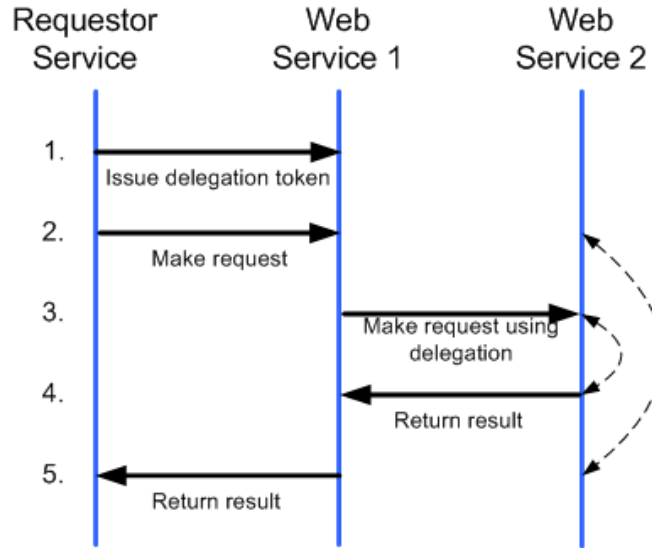 Requestor
Service
Web
Service 1
Web
Service 2
1.
Issue delegation token
2.
Make request
3.
Make request using
delegation
4.
Return result
5.
Return result